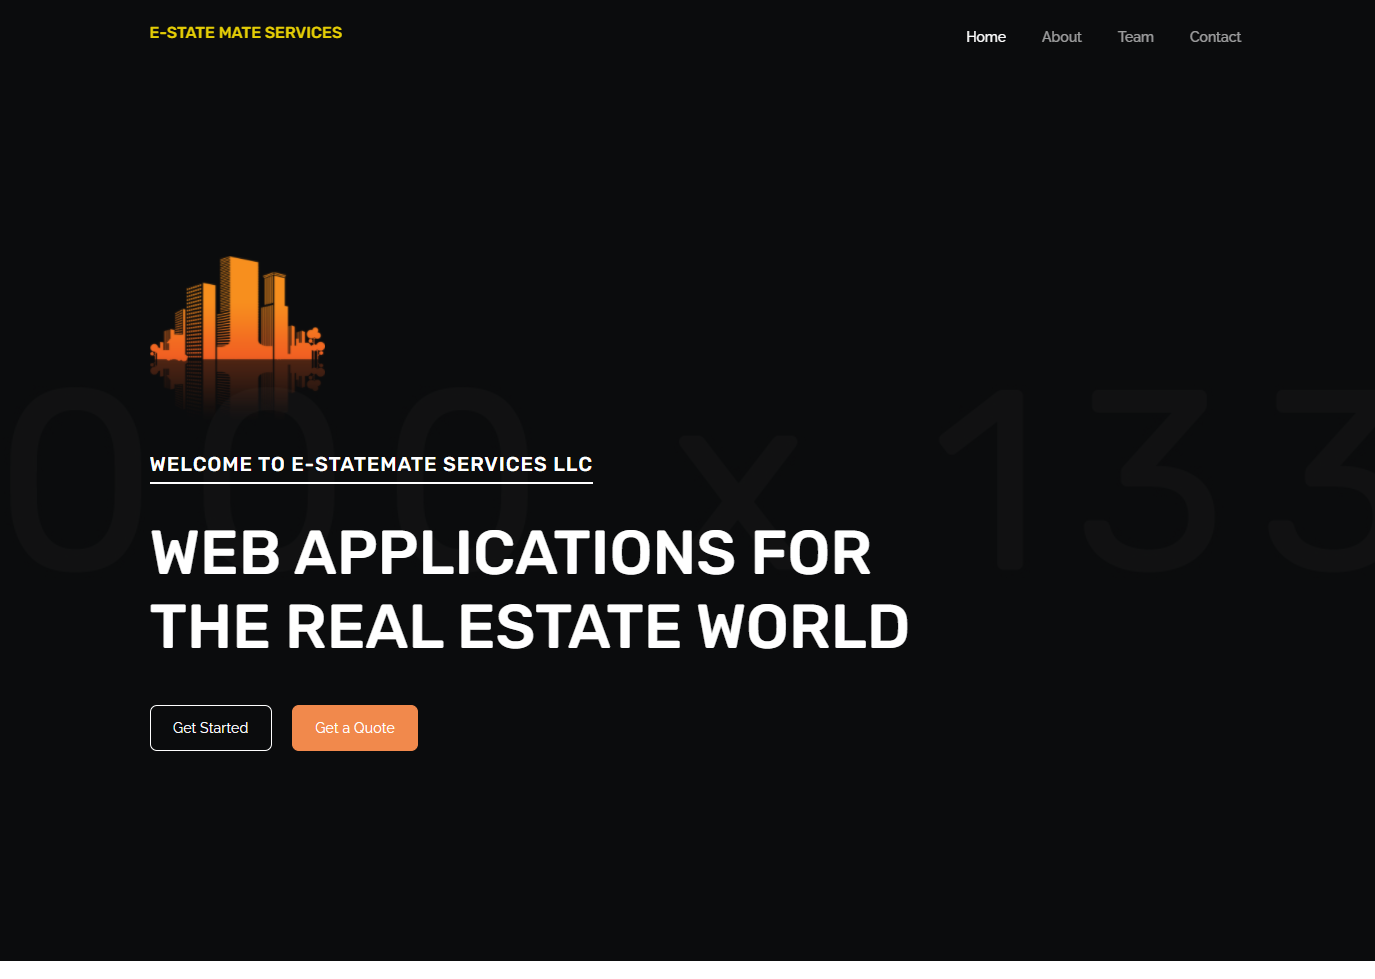 E-STATE MATE SERVICES
Home About Team Contact
000 x 133
WELCOME TO E-STATEMATE SERVICES LLC
WEB APPLICATIONS FOR
THE REAL ESTATE WORLD
Get Started Get a Quote